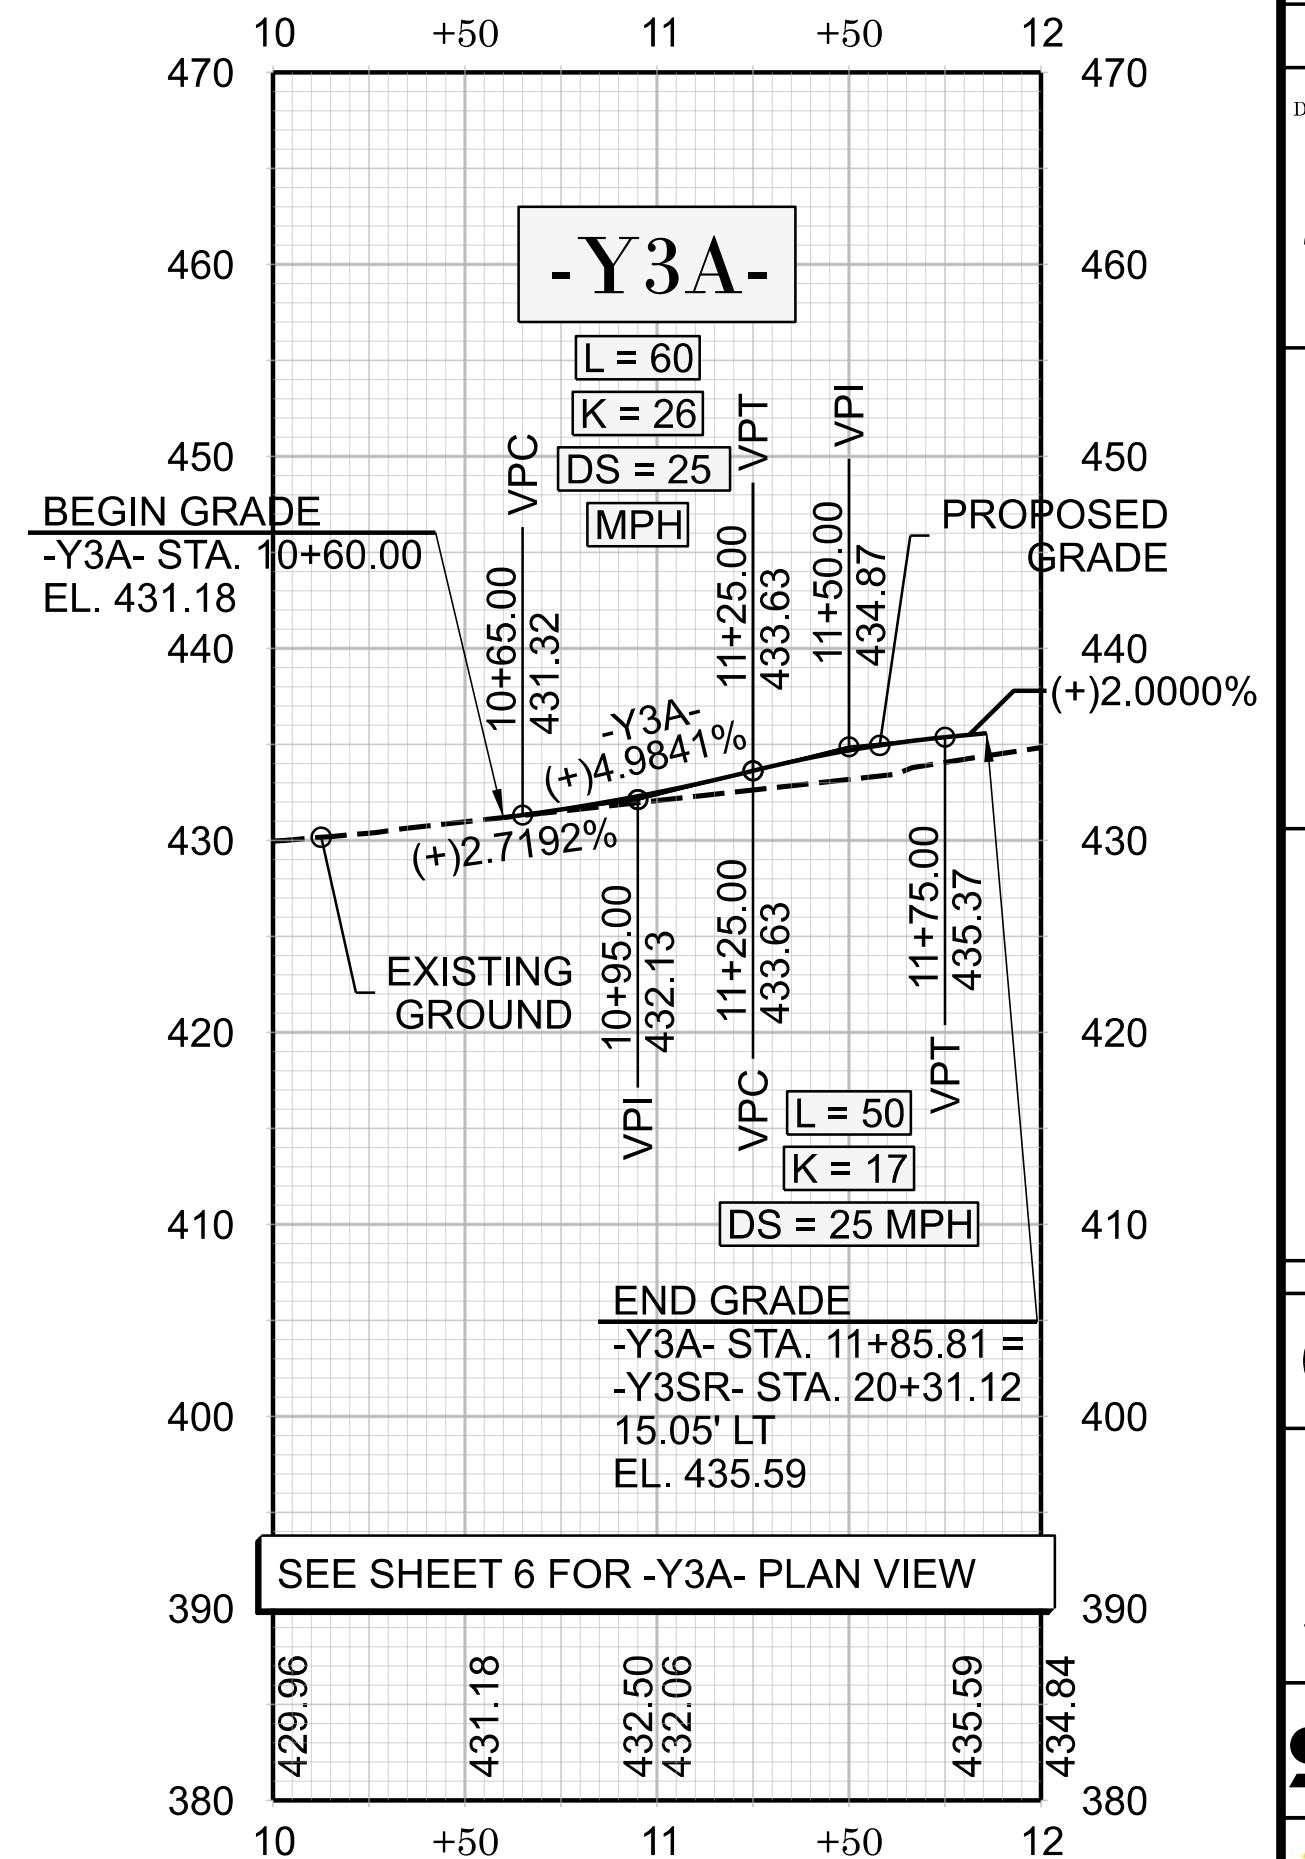 10 +50 11 +50 12
470 470
D
460 460
-Y3A-
L = 60
K = 26
DS = 25
MPH
450 450
VPC
10+65.00
431.32
VPT
11+25.00
433.63
VPI
11+50.00
434.87
BEGIN GRADE
-Y3A- STA. 10+60.00
EL. 431.18
PROPOSED
GRADE
440 440
(+)2.0000%
-Y3A-
(+)4.9841%
(+)2.7192%
430 430
EXISTING
GROUND
10+95.00
432.13
VPI
11+25.00
433.63
VPC
11+75.00
435.37
VPT
420 420
L = 50
K = 17
DS = 25 MPH
410 410
END GRADE
-Y3A- STA. 11+85.81 =
-Y3SR- STA. 20+31.12
15.05' LT
EL. 435.59
400 400
SEE SHEET 6 FOR -Y3A- PLAN VIEW
390 390
429.96
431.18
432.50
432.06
435.59
434.84
380 380
10 +50 11 +50 12